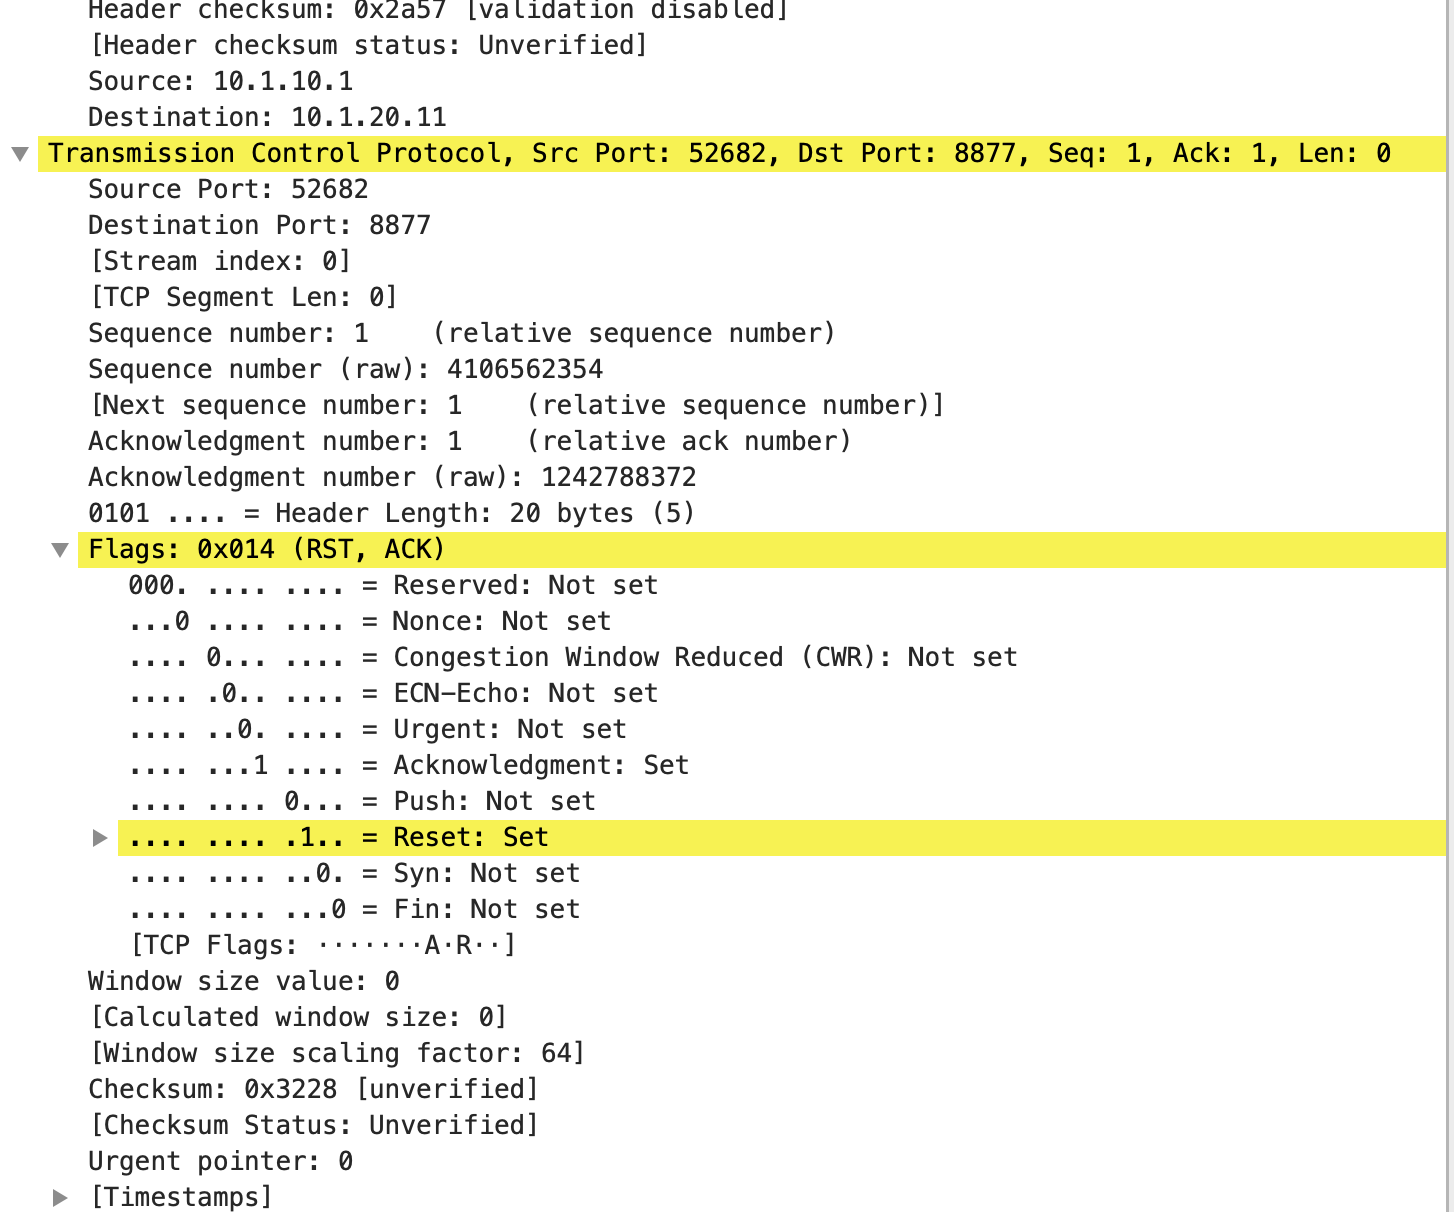 Header checksum: 0x2a57 [validation disabled]
[Header checksum status: Unverified]
Source: 10.1.10.1
Destination: 10.1.20.11
Transmission Control Protocol, Src Port: 52682, Dst Port: 8877, Seq: 1, Ack: 1, Len: 0
Source Port: 52682
Destination Port: 8877
[Stream index: 0]
[TCP Segment Len: 0]
Sequence number: 1    (relative sequence number)
Sequence number (raw): 4106562354
[Next sequence number: 1    (relative sequence number)]
Acknowledgment number: 1    (relative ack number)
Acknowledgment number (raw): 1242788372
0101 .... = Header Length: 20 bytes (5)
Flags: 0x014 (RST, ACK)
000. .... .... = Reserved: Not set
...0 .... .... = Nonce: Not set
.... 0... .... = Congestion Window Reduced (CWR): Not set
.... .0.. .... = ECN-Echo: Not set
.... ..0. .... = Urgent: Not set
.... ...1 .... = Acknowledgment: Set
.... .... 0... = Push: Not set
.... .... .1.. = Reset: Set
.... .... ..0. = Syn: Not set
.... .... ...0 = Fin: Not set
[TCP Flags: ·······A·R··]
Window size value: 0
[Calculated window size: 0]
[Window size scaling factor: 64]
Checksum: 0x3228 [unverified]
[Checksum Status: Unverified]
Urgent pointer: 0
[Timestamps]